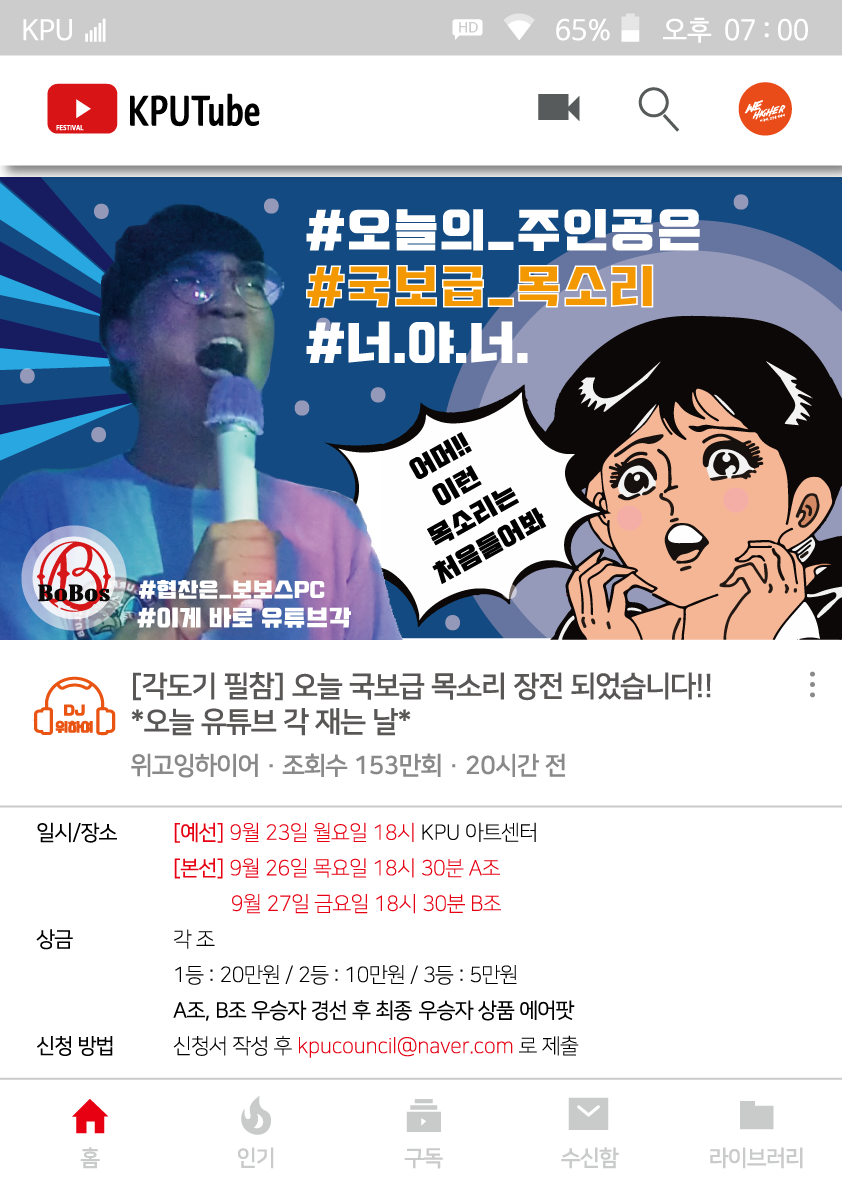 KPU HD 65% 오후 07 : 00
FESTIVAL KPUTube WE HIGHER
#오늘의_주인공은
#국보급_목소리
#너.야.너.
어머!!
이런
목소리는
처음들어봐
B
BoBos
#협찬은_보보스PC
#이게 바로 유튜브각
DJ
위하여
[각도기 필참] 오늘 국보급 목소리 장전 되었습니다!!
*오늘 유튜브 각 재는 날*
위고잉하이어 · 조회수 153만회 · 20시간 전
일시/장소 [예선] 9월 23일 월요일 18시 KPU 아트센터
[본선] 9월 26일 목요일 18시 30분 A조
9월 27일 금요일 18시 30분 B조
상금 각 조
1등 : 20만원 / 2등 : 10만원 / 3등 : 5만원
A조, B조 우승자 경선 후 최종 우승자 상품 에어팟
신청 방법 신청서 작성 후 kpucouncil@naver.com 로 제출
홈 인기 구독 수신함 라이브러리